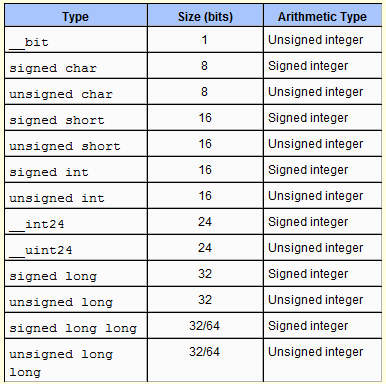 Type Size (bits) Arithmetic Type
__bit 1 Unsigned integer
signed char 8 Signed integer
unsigned char 8 Unsigned integer
signed short 16 Signed integer
unsigned short 16 Unsigned integer
signed int 16 Signed integer
unsigned int 16 Unsigned integer
__int24 24 Signed integer
__uint24 24 Unsigned integer
signed long 32 Signed integer
unsigned long 32 Unsigned integer
signed long long 32/64 Signed integer
unsigned long 32/64 Unsigned integer
long